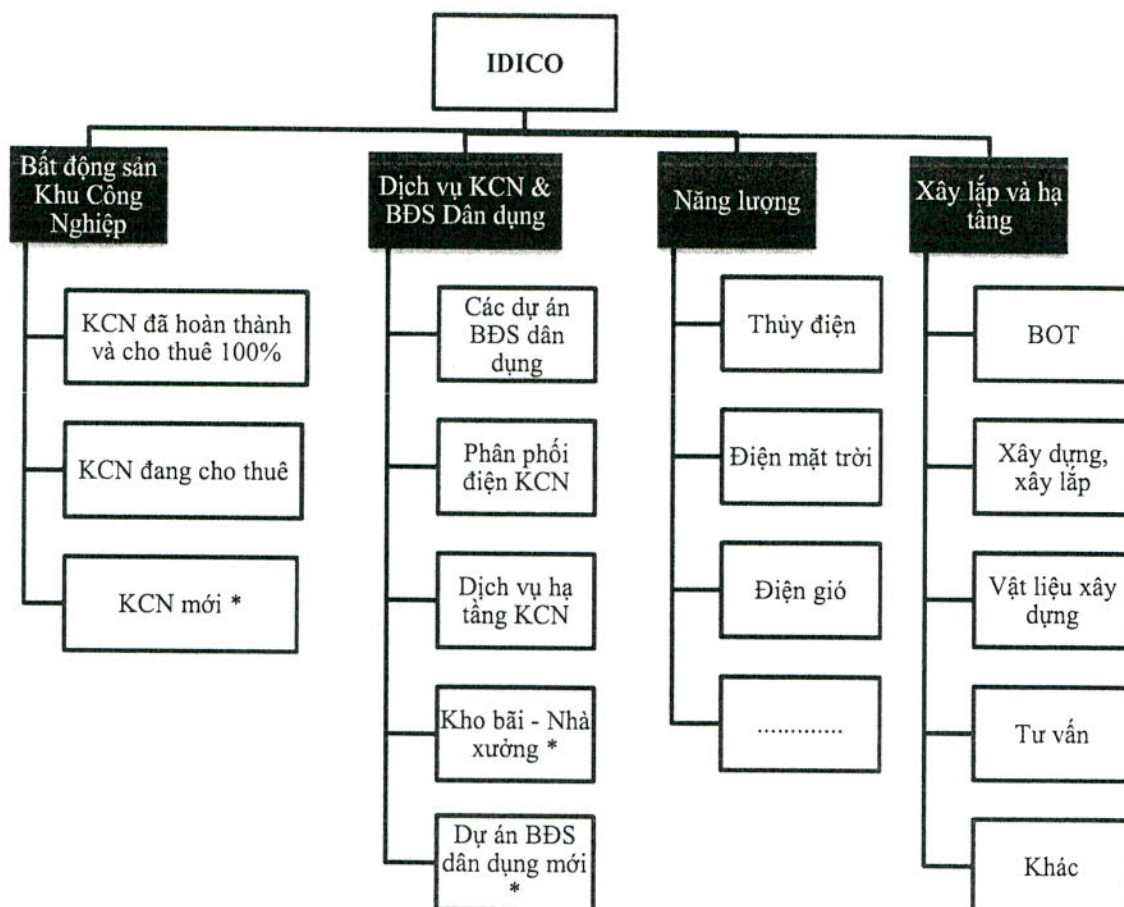 IDICO
Bất động sản
Khu Công
Nghiệp
KCN đã hoàn thành
và cho thuê 100%
KCN đang cho thuê
KCN mới *
Dịch vụ KCN &
BĐS Dân dụng
Các dự án
BĐS dân
dụng
Phân phối
điện KCN
Dịch vụ hạ
tầng KCN
Kho bãi - Nhà
xưởng *
Dự án BĐS
dân dụng mới
*
Năng lượng
Thủy điện
Điện mặt trời
Điện gió
.............
Xây lắp và hạ
tầng
BOT
Xây dựng,
xây lắp
Vật liệu xây
dựng
Tư vấn
Khác